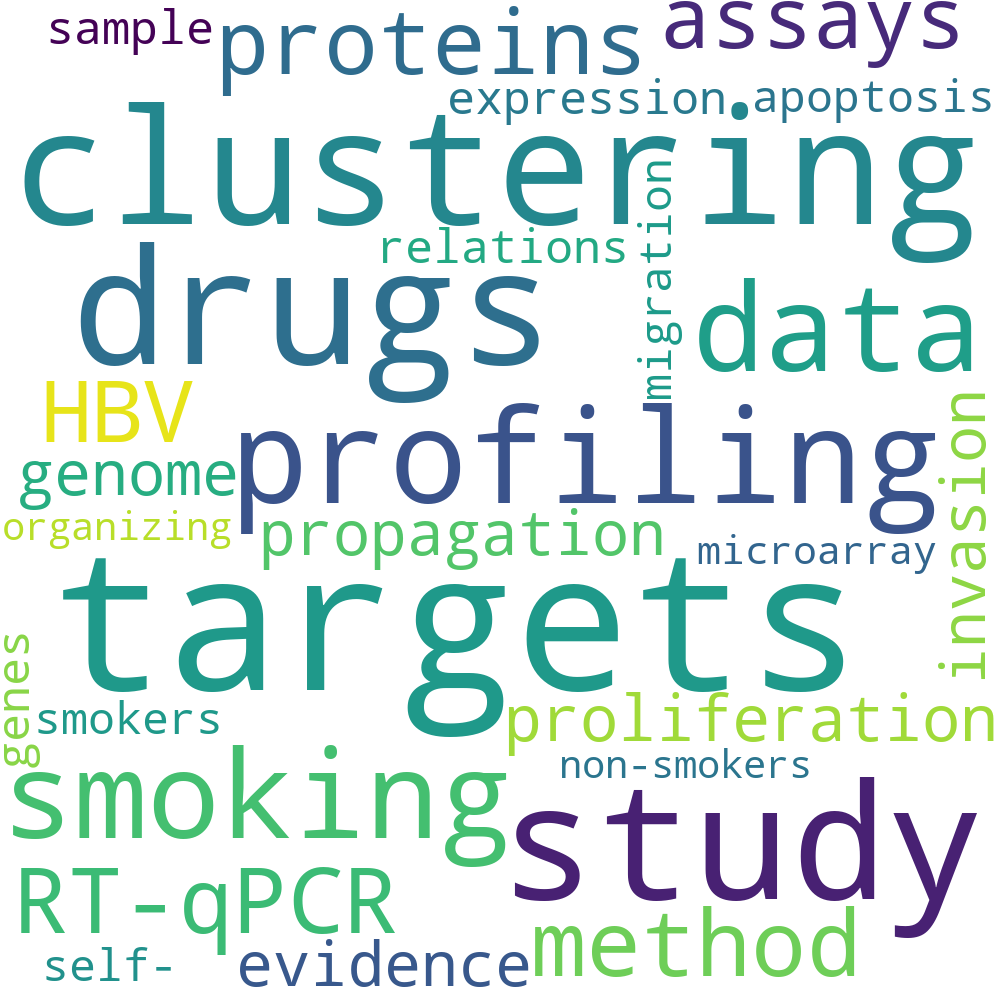 sample
proteins
assays
expression
apoptosis
clustering
relations
migration
drugs
data
HBV
profiling
invasion
genome
organizing
propagation
microarray
targets
genes
smokers
proliferation
non-smokers
smoking
study
RT-qPCR
method
self-
evidence